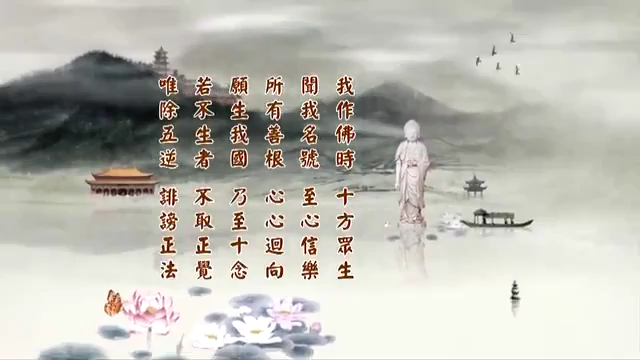 我作佛時 十方眾生
聞我名號 至心信樂
所有善根 心心迴向
願生我國 乃至十念
若不生者 不取正覺
唯除五逆 誹謗正法